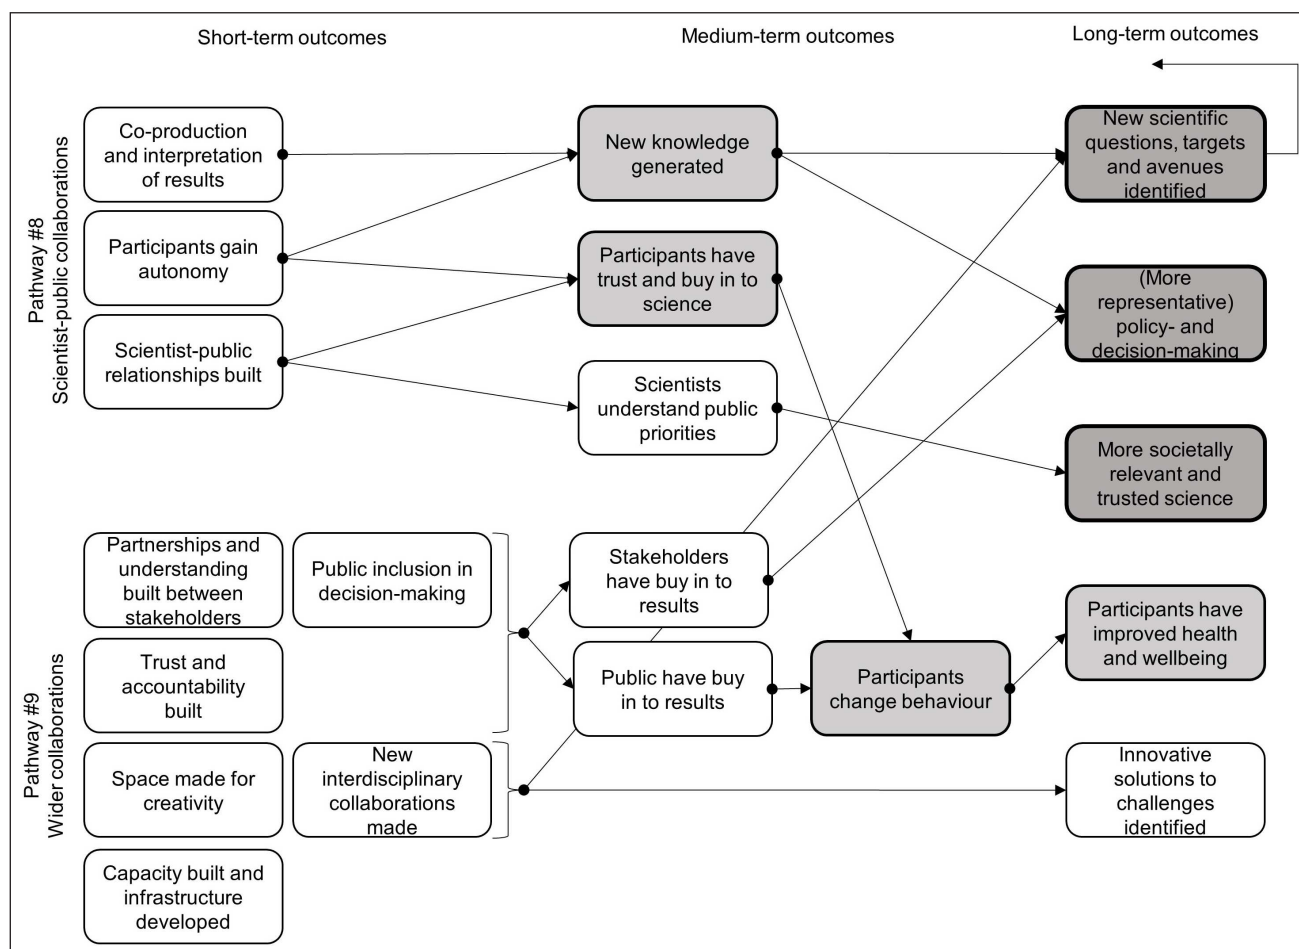 Short-term outcomes
Medium-term outcomes
Long-term outcomes
Pathway #8
Scientist-public collaborations
Co-production
and interpretation
of results
New knowledge
generated
New scientific
questions, targets
and avenues
identified
Participants gain
autonomy
Participants have
trust and buy in to
science
(More
representative)
policy- and
decision-making
Scientist-public
relationships built
Scientists
understand public
priorities
More societally
relevant and
trusted science
Pathway #9
Wider collaborations
Partnerships and
understanding
built between
stakeholders
Public inclusion in
decision-making
Stakeholders
have buy in to
results
Participants have
improved health
and wellbeing
Trust and
accountability
built
Public have buy
in to results
Participants
change behaviour
Space made for
creativity
New
interdisciplinary
collaborations
made
Innovative
solutions to
challenges
identified
Capacity built and
infrastructure
developed